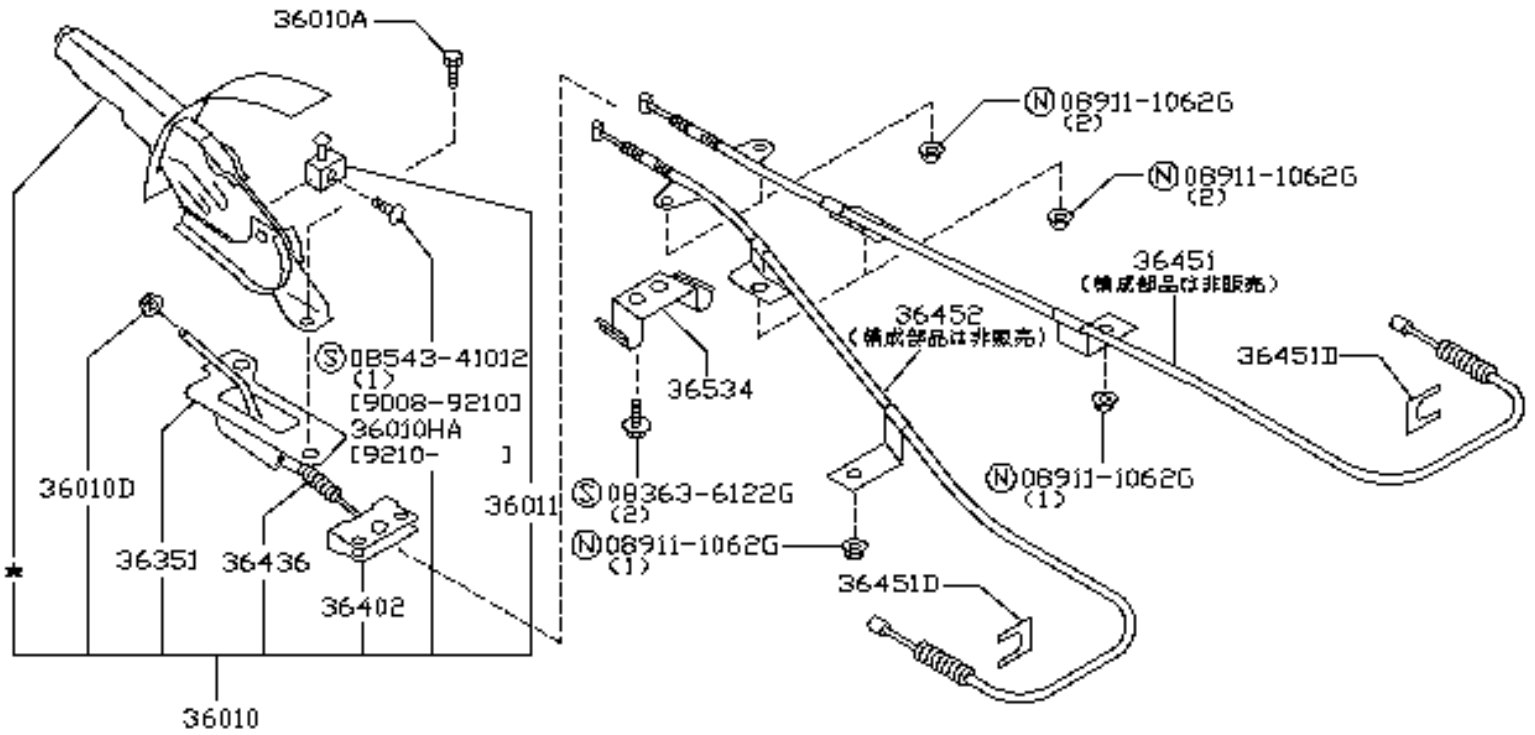 36010A
Ⓝ08911-1062G
(2)
Ⓝ08911-1062G
(2)
36451
(構成部品は非販売)
36452
(構成部品は非販売)
36451D
36534
Ⓢ08543-41012
(1)
[9008-9210]
36010HA
[9210-      ]
36010D
36011
Ⓢ08363-6122G
(2)
Ⓝ08911-1062G
(1)
Ⓝ08911-1062G
(1)
36351
36436
36402
36451D
★
36010